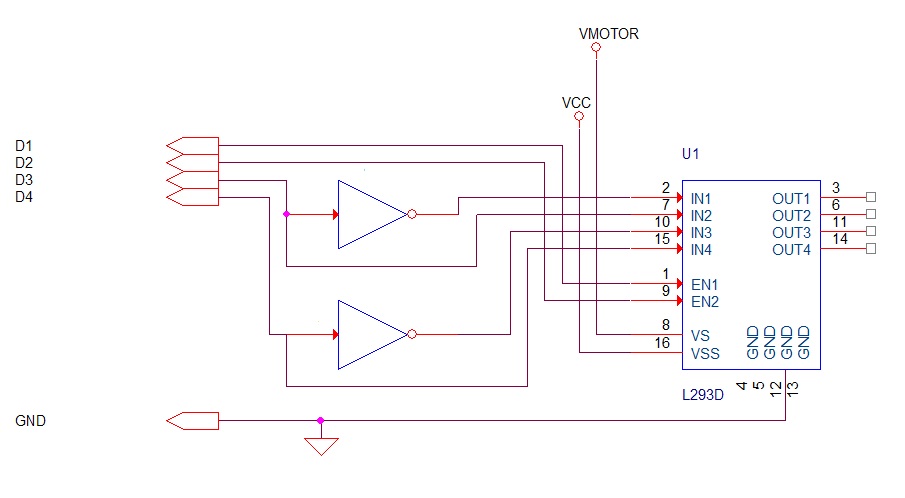 VMOTOR
VCC
D1
D2
D3
D4
GND
U1
2 IN1 OUT1 3
7 IN2 OUT2 6
10 IN3 OUT3 11
15 IN4 OUT4 14
1 EN1
9 EN2
8 VS
16 VSS
GND GND GND GND
4 5 12 13
L293D